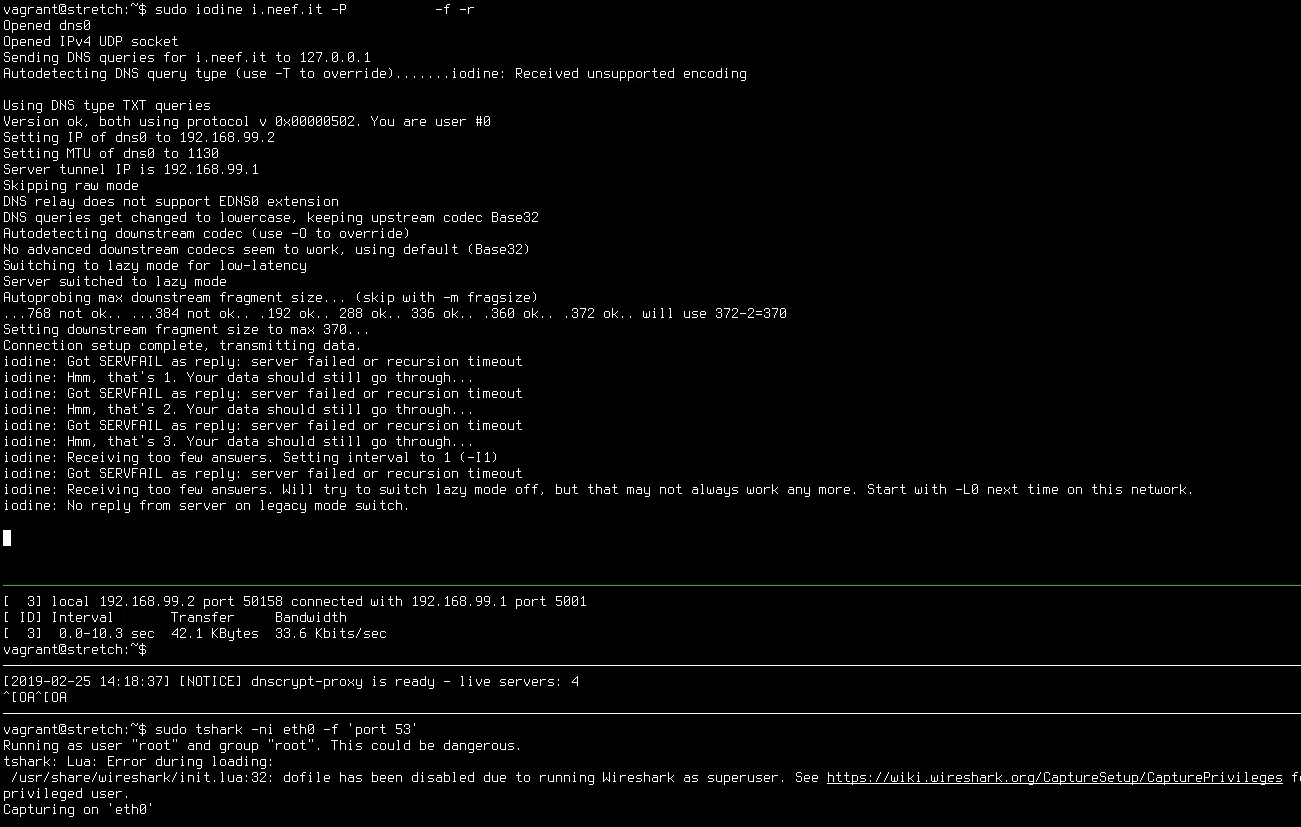 vagrant@stretch:~$ sudo iodine i.neef.it -P           -f -r
Opened dns0
Opened IPv4 UDP socket
Sending DNS queries for i.neef.it to 127.0.0.1
Autodetecting DNS query type (use -T to override).......iodine: Received unsupported encoding
Using DNS type TXT queries
Version ok, both using protocol v 0x00000502. You are user #0
Setting IP of dns0 to 192.168.99.2
Setting MTU of dns0 to 1130
Server tunnel IP is 192.168.99.1
Skipping raw mode
DNS relay does not support EDNS0 extension
DNS queries get changed to lowercase, keeping upstream codec Base32
Autodetecting downstream codec (use -O to override)
No advanced downstream codecs seem to work, using default (Base32)
Switching to lazy mode for low-latency
Server switched to lazy mode
Autoprobing max downstream fragment size... (skip with -m fragsize)
...768 not ok.. ...384 not ok.. .192 ok.. 288 ok.. 336 ok.. .360 ok.. .372 ok.. will use 372-2=370
Setting downstream fragment size to max 370...
Connection setup complete, transmitting data.
iodine: Got SERVFAIL as reply: server failed or recursion timeout
iodine: Hmm, that's 1. Your data should still go through...
iodine: Got SERVFAIL as reply: server failed or recursion timeout
iodine: Hmm, that's 2. Your data should still go through...
iodine: Got SERVFAIL as reply: server failed or recursion timeout
iodine: Hmm, that's 3. Your data should still go through...
iodine: Receiving too few answers. Setting interval to 1 (-I1)
iodine: Got SERVFAIL as reply: server failed or recursion timeout
iodine: Receiving too few answers. Will try to switch lazy mode off, but that may not always work any more. Start with -L0 next time on this network.
iodine: No reply from server on legacy mode switch.
[  3] local 192.168.99.2 port 50158 connected with 192.168.99.1 port 5001
[ ID] Interval       Transfer     Bandwidth
[  3]  0.0-10.3 sec  42.1 KBytes  33.6 Kbits/sec
vagrant@stretch:~$
[2019-02-25 14:18:37] [NOTICE] dnscrypt-proxy is ready - live servers: 4
^[OA^[OA
vagrant@stretch:~$ sudo tshark -ni eth0 -f 'port 53'
Running as user "root" and group "root". This could be dangerous.
tshark: Lua: Error during loading:
 /usr/share/wireshark/init.lua:32: dofile has been disabled due to running Wireshark as superuser. See https://wiki.wireshark.org/CaptureSetup/CapturePrivileges
privileged user.
Capturing on 'eth0'